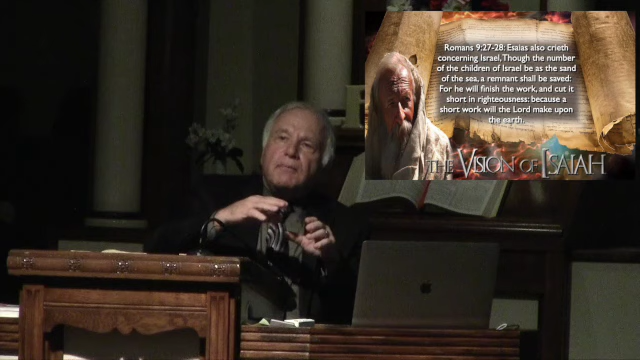 Romans 9:27-28: Esaias also crieth
concerning Israel, Though the number
of the children of Israel be as the sand
of the sea, a remnant shall be saved:
For he will finish the work, and cut it
short in righteousness: because a
short work will the Lord make upon
the earth.
THE VISION OF ISAIAH